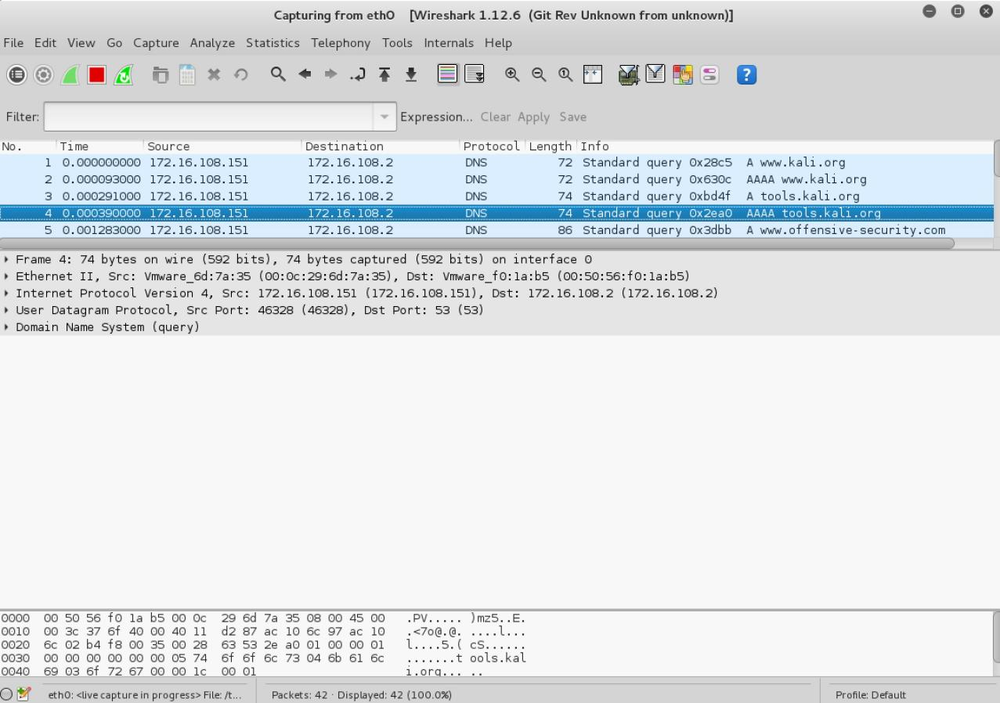 Capturing from eth0 [Wireshark 1.12.6 (Git Rev Unknown from unknown)]
File Edit View Go Capture Analyze Statistics Telephony Tools Internals Help
Filter: Expression... Clear Apply Save
No. Time Source Destination Protocol Length Info
1 0.000000000 172.16.108.151 172.16.108.2 DNS 72 Standard query 0x28c5 A www.kali.org
2 0.000093000 172.16.108.151 172.16.108.2 DNS 72 Standard query 0x630c AAAA www.kali.org
3 0.000291000 172.16.108.151 172.16.108.2 DNS 74 Standard query 0xbd4f A tools.kali.org
4 0.000390000 172.16.108.151 172.16.108.2 DNS 74 Standard query 0x2ea0 AAAA tools.kali.org
5 0.001283000 172.16.108.151 172.16.108.2 DNS 86 Standard query 0x3dbb A www.offensive-security.com
Frame 4: 74 bytes on wire (592 bits), 74 bytes captured (592 bits) on interface 0
Ethernet II, Src: Vmware_6d:7a:35 (00:0c:29:6d:7a:35), Dst: Vmware_f0:1a:b5 (00:50:56:f0:1a:b5)
Internet Protocol Version 4, Src: 172.16.108.151 (172.16.108.151), Dst: 172.16.108.2 (172.16.108.2)
User Datagram Protocol, Src Port: 46328 (46328), Dst Port: 53 (53)
Domain Name System (query)
0000 00 50 56 f0 1a b5 00 0c 29 6d 7a 35 08 00 45 00 .PV..... )mz5..E.
0010 00 3c 37 6f 40 00 40 11 d2 87 ac 10 6c 97 ac 10 .<7o@.@. ....l...
0020 6c 02 b4 f8 00 35 00 28 63 53 2e a0 01 00 00 01 l....5.( cS......
0030 00 00 00 00 00 00 05 74 6f 6f 6c 73 04 6b 61 6c .......t ools.kal
0040 69 03 6f 72 67 00 00 1c 00 01 i.org... ..
eth0: <live capture in progress> File: /t... Packets: 42 · Displayed: 42 (100.0%) Profile: Default